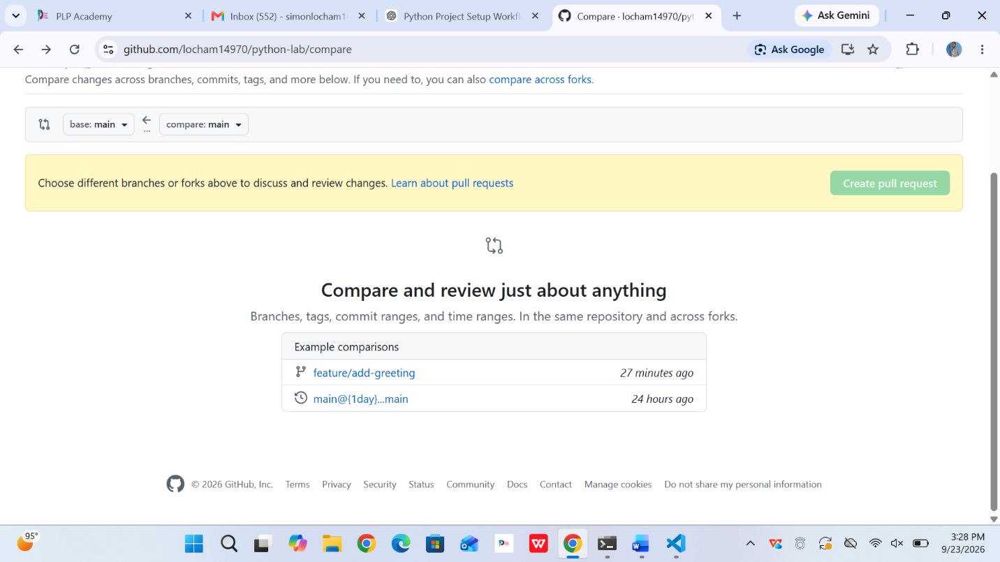 PLP Academy
Inbox (552) - simonlocham1
Python Project Setup Workfl
Compare · locham14970/pyt
Ask Gemini
github.com/locham14970/python-lab/compare
Ask Google
Compare changes across branches, commits, tags, and more below. If you need to, you can also compare across forks.
base: main
...
compare: main
Choose different branches or forks above to discuss and review changes. Learn about pull requests
Create pull request
Compare and review just about anything
Branches, tags, commit ranges, and time ranges. In the same repository and across forks.
Example comparisons
feature/add-greeting 27 minutes ago
main@{1day}...main 24 hours ago
© 2026 GitHub, Inc. Terms Privacy Security Status Community Docs Contact Manage cookies Do not share my personal information
95°
3:28 PM
9/23/2026